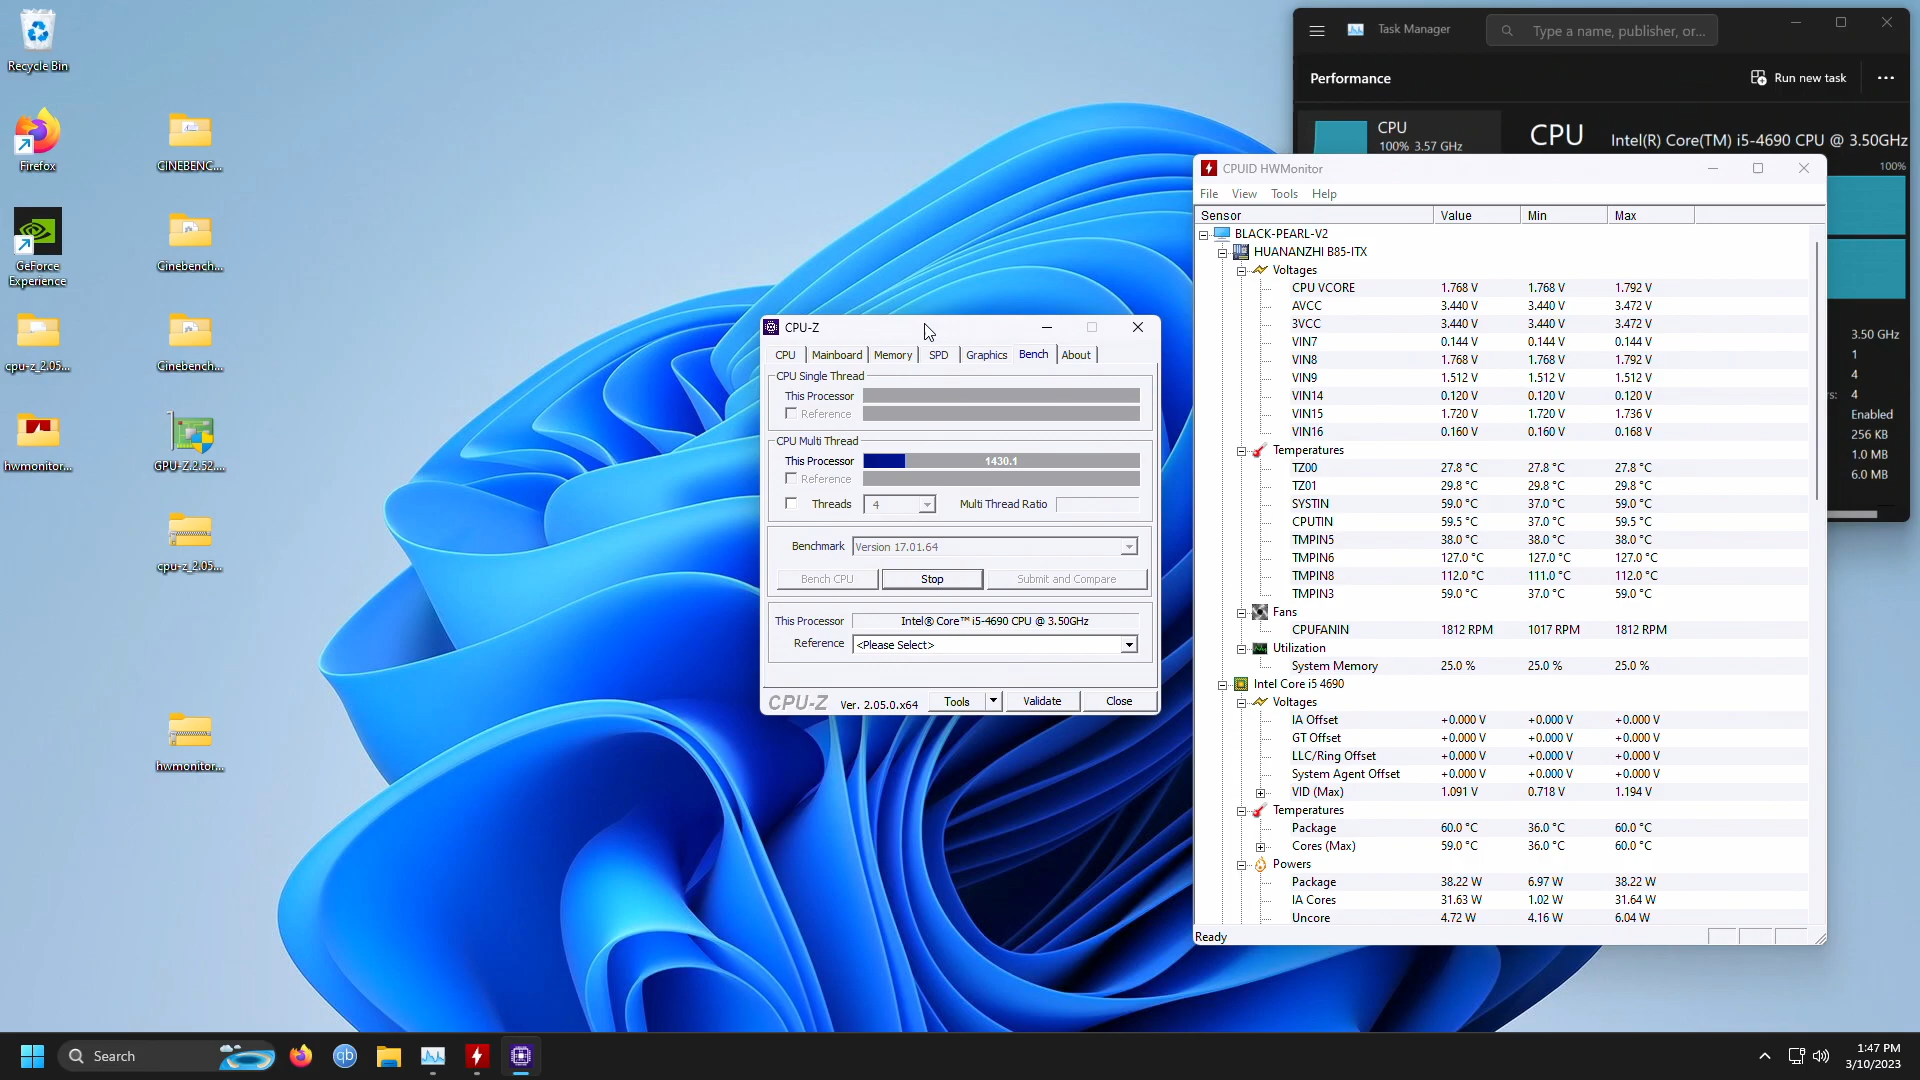 Recycle Bin
Firefox
GeForce
Experience
cpu-z_2.05...
hwmonitor...
CINEBENC...
Cinebench...
Cinebench...
GPU-Z.2.52....
cpu-z_2.05...
hwmonitor...
Task Manager
Type a name, publisher, or...
Performance
Run new task
CPU
100% 3.57 GHz
CPU
Intel(R) Core(TM) i5-4690 CPU @ 3.50GHz
100%
3.50 GHz
1
4
s: 4
Enabled
256 KB
1.0 MB
6.0 MB
CPUID HWMonitor
File View Tools Help
Sensor Value Min Max
BLACK-PEARL-V2
HUANANZHI B85-ITX
Voltages
CPU VCORE 1.768 V 1.768 V 1.792 V
AVCC 3.440 V 3.440 V 3.472 V
3VCC 3.440 V 3.440 V 3.472 V
VIN7 0.144 V 0.144 V 0.144 V
VIN8 1.768 V 1.768 V 1.792 V
VIN9 1.512 V 1.512 V 1.512 V
VIN14 0.120 V 0.120 V 0.120 V
VIN15 1.720 V 1.720 V 1.736 V
VIN16 0.160 V 0.160 V 0.168 V
Temperatures
TZ00 27.8 °C 27.8 °C 27.8 °C
TZ01 29.8 °C 29.8 °C 29.8 °C
SYSTIN 59.0 °C 37.0 °C 59.0 °C
CPUTIN 59.5 °C 37.0 °C 59.5 °C
TMPIN5 38.0 °C 38.0 °C 38.0 °C
TMPIN6 127.0 °C 127.0 °C 127.0 °C
TMPIN8 112.0 °C 111.0 °C 112.0 °C
TMPIN3 59.0 °C 37.0 °C 59.0 °C
Fans
CPUFANIN 1812 RPM 1017 RPM 1812 RPM
Utilization
System Memory 25.0 % 25.0 % 25.0 %
Intel Core i5 4690
Voltages
IA Offset +0.000 V +0.000 V +0.000 V
GT Offset +0.000 V +0.000 V +0.000 V
LLC/Ring Offset +0.000 V +0.000 V +0.000 V
System Agent Offset +0.000 V +0.000 V +0.000 V
VID (Max) 1.091 V 0.718 V 1.194 V
Temperatures
Package 60.0 °C 36.0 °C 60.0 °C
Cores (Max) 59.0 °C 36.0 °C 60.0 °C
Powers
Package 38.22 W 6.97 W 38.22 W
IA Cores 31.63 W 1.02 W 31.64 W
Uncore 4.72 W 4.16 W 6.04 W
Ready
CPU-Z
CPU Mainboard Memory SPD Graphics Bench About
CPU Single Thread
This Processor
Reference
CPU Multi Thread
This Processor 1430.1
Reference
Threads 4 Multi Thread Ratio
Benchmark Version 17.01.64
Bench CPU Stop Submit and Compare
This Processor Intel® Core™ i5-4690 CPU @ 3.50GHz
Reference <Please Select>
CPU-Z Ver. 2.05.0.x64 Tools Validate Close
Search
qb
1:47 PM
3/10/2023